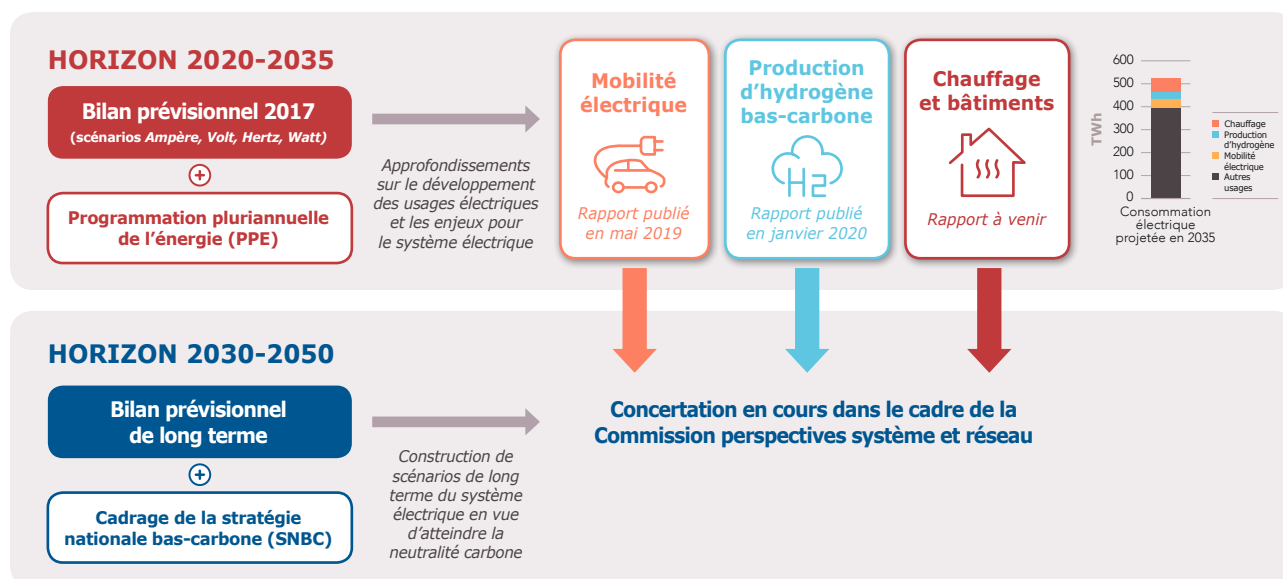 HORIZON 2020-2035
Bilan prévisionnel 2017
(scénarios Ampère, Volt, Hertz, Watt)
+
Programmation pluriannuelle
de l'énergie (PPE)
Approfondissements
sur le développement
des usages électriques
et les enjeux pour
le système électrique
Mobilité
électrique
Rapport publié
en mai 2019
Production
d'hydrogène
bas-carbone
H2
Rapport publié
en janvier 2020
Chauffage
et bâtiments
Rapport à venir
TWh
600
500
400
300
200
100
0
Consommation
électrique
projetée en 2035
Chauffage
Production
d'hydrogène
Mobilité
électrique
Autres
usages
HORIZON 2030-2050
Bilan prévisionnel
de long terme
+
Cadrage de la stratégie
nationale bas-carbone (SNBC)
Construction de
scénarios de long
terme du système
électrique en vue
d'atteindre la
neutralité carbone
Concertation en cours dans le cadre de la
Commission perspectives système et réseau